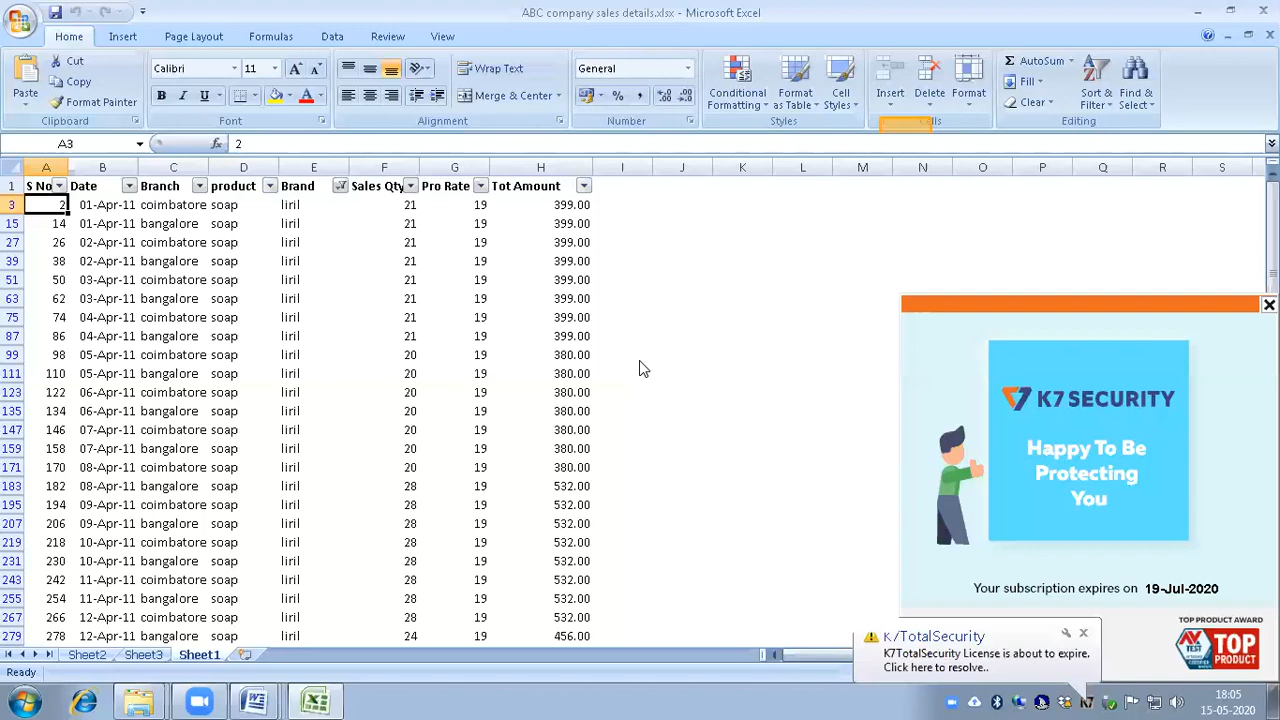 ABC company sales details.xlsx - Microsoft Excel
Home Insert Page Layout Formulas Data Review View
Cut Calibri 11 Wrap Text General AutoSum
Copy Fill
Paste Format Painter B I U Merge & Center % , Conditional Formatting Format as Table Cell Styles Insert Delete Format Clear Sort & Filter Find & Select
Clipboard Font Alignment Number Styles Cells Editing
A3 fx 2
A B C D E F G H I J K L M N O P Q R S
1 S No Date Branch product Brand Sales Qty Pro Rate Tot Amount
3 2 01-Apr-11 coimbatore soap liril 21 19 399.00
15 14 01-Apr-11 bangalore soap liril 21 19 399.00
27 26 02-Apr-11 coimbatore soap liril 21 19 399.00
39 38 02-Apr-11 bangalore soap liril 21 19 399.00
51 50 03-Apr-11 coimbatore soap liril 21 19 399.00
63 62 03-Apr-11 bangalore soap liril 21 19 399.00
75 74 04-Apr-11 coimbatore soap liril 21 19 399.00
87 86 04-Apr-11 bangalore soap liril 21 19 399.00
99 98 05-Apr-11 coimbatore soap liril 20 19 380.00
111 110 05-Apr-11 bangalore soap liril 20 19 380.00
123 122 06-Apr-11 coimbatore soap liril 20 19 380.00
135 134 06-Apr-11 bangalore soap liril 20 19 380.00
147 146 07-Apr-11 coimbatore soap liril 20 19 380.00
159 158 07-Apr-11 bangalore soap liril 20 19 380.00
171 170 08-Apr-11 coimbatore soap liril 20 19 380.00
183 182 08-Apr-11 bangalore soap liril 28 19 532.00
195 194 09-Apr-11 coimbatore soap liril 28 19 532.00
207 206 09-Apr-11 bangalore soap liril 28 19 532.00
219 218 10-Apr-11 coimbatore soap liril 28 19 532.00
231 230 10-Apr-11 bangalore soap liril 28 19 532.00
243 242 11-Apr-11 coimbatore soap liril 28 19 532.00
255 254 11-Apr-11 bangalore soap liril 28 19 532.00
267 266 12-Apr-11 coimbatore soap liril 28 19 532.00
279 278 12-Apr-11 bangalore soap liril 24 19 456.00
K7 SECURITY
Happy To Be
Protecting
You
Your subscription expires on 19-Jul-2020
TOP PRODUCT AWARD
AV TEST TOP PRODUCT
K7TotalSecurity
K7TotalSecurity License is about to expire.
Click here to resolve..
Sheet2 Sheet3 Sheet1
Ready
K7
18:05
15-05-2020